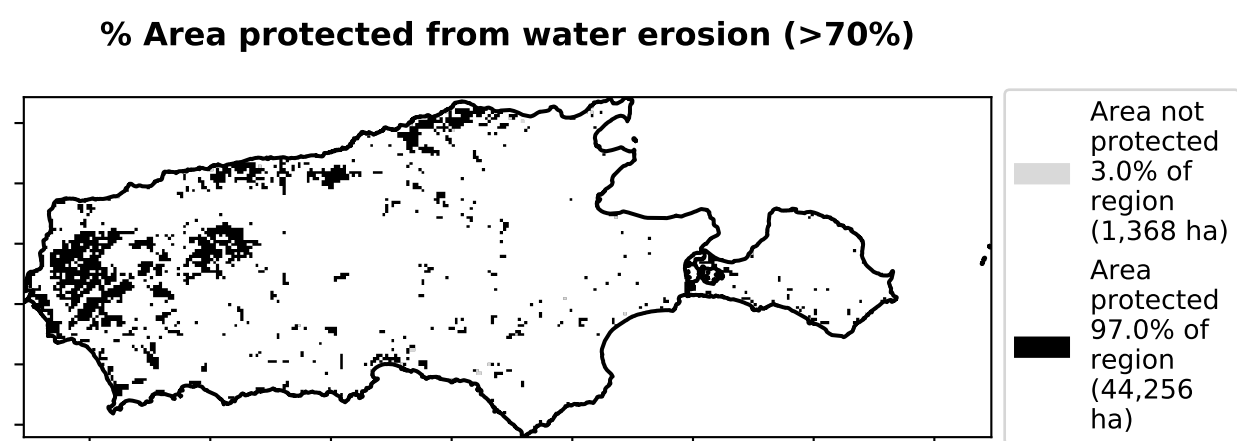 % Area protected from water erosion (>70%)
Area not
protected
3.0% of
region
(1,368 ha)
Area
protected
97.0% of
region
(44,256
ha)